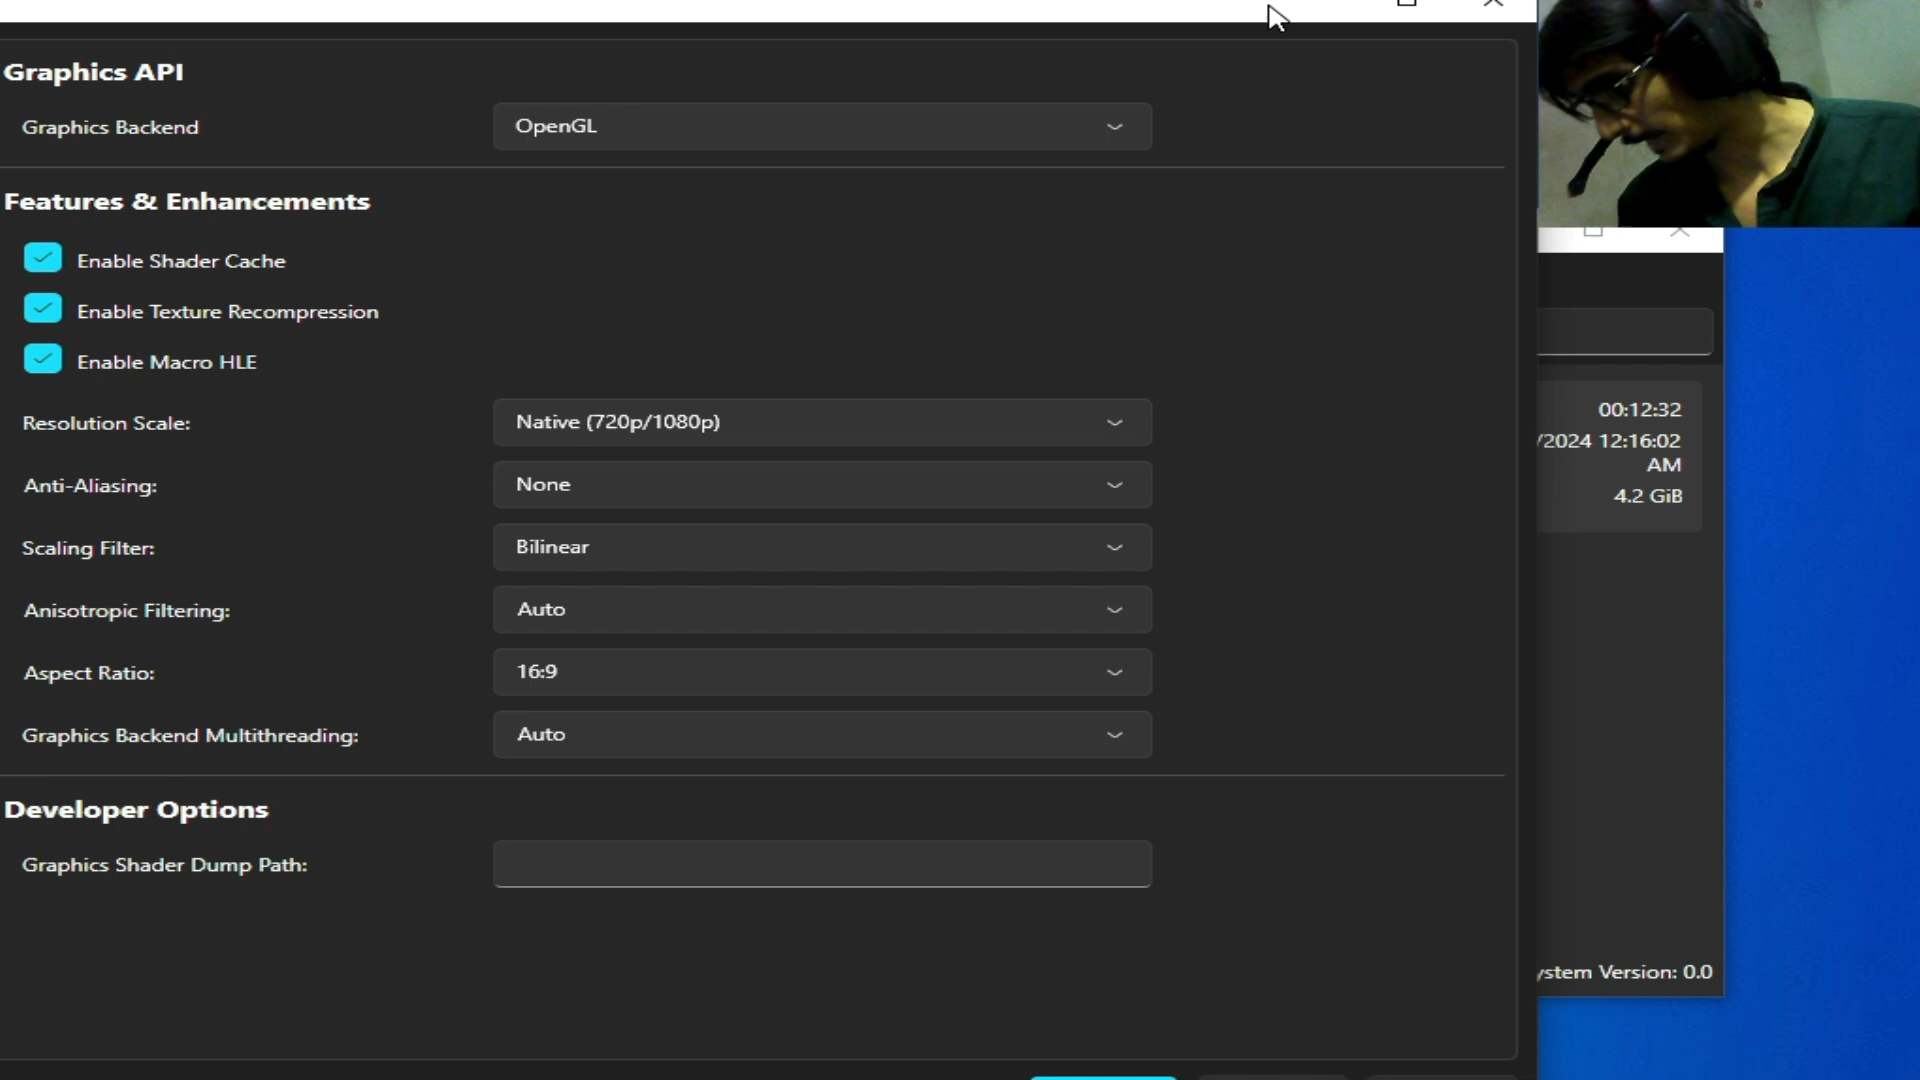 Graphics API
Graphics Backend
OpenGL
Features & Enhancements
Enable Shader Cache
Enable Texture Recompression
Enable Macro HLE
Resolution Scale:
Native (720p/1080p)
Anti-Aliasing:
None
Scaling Filter:
Bilinear
Anisotropic Filtering:
Auto
Aspect Ratio:
16:9
Graphics Backend Multithreading:
Auto
Developer Options
Graphics Shader Dump Path:
00:12:32
/2024 12:16:02
AM
4.2 GiB
ystem Version: 0.0